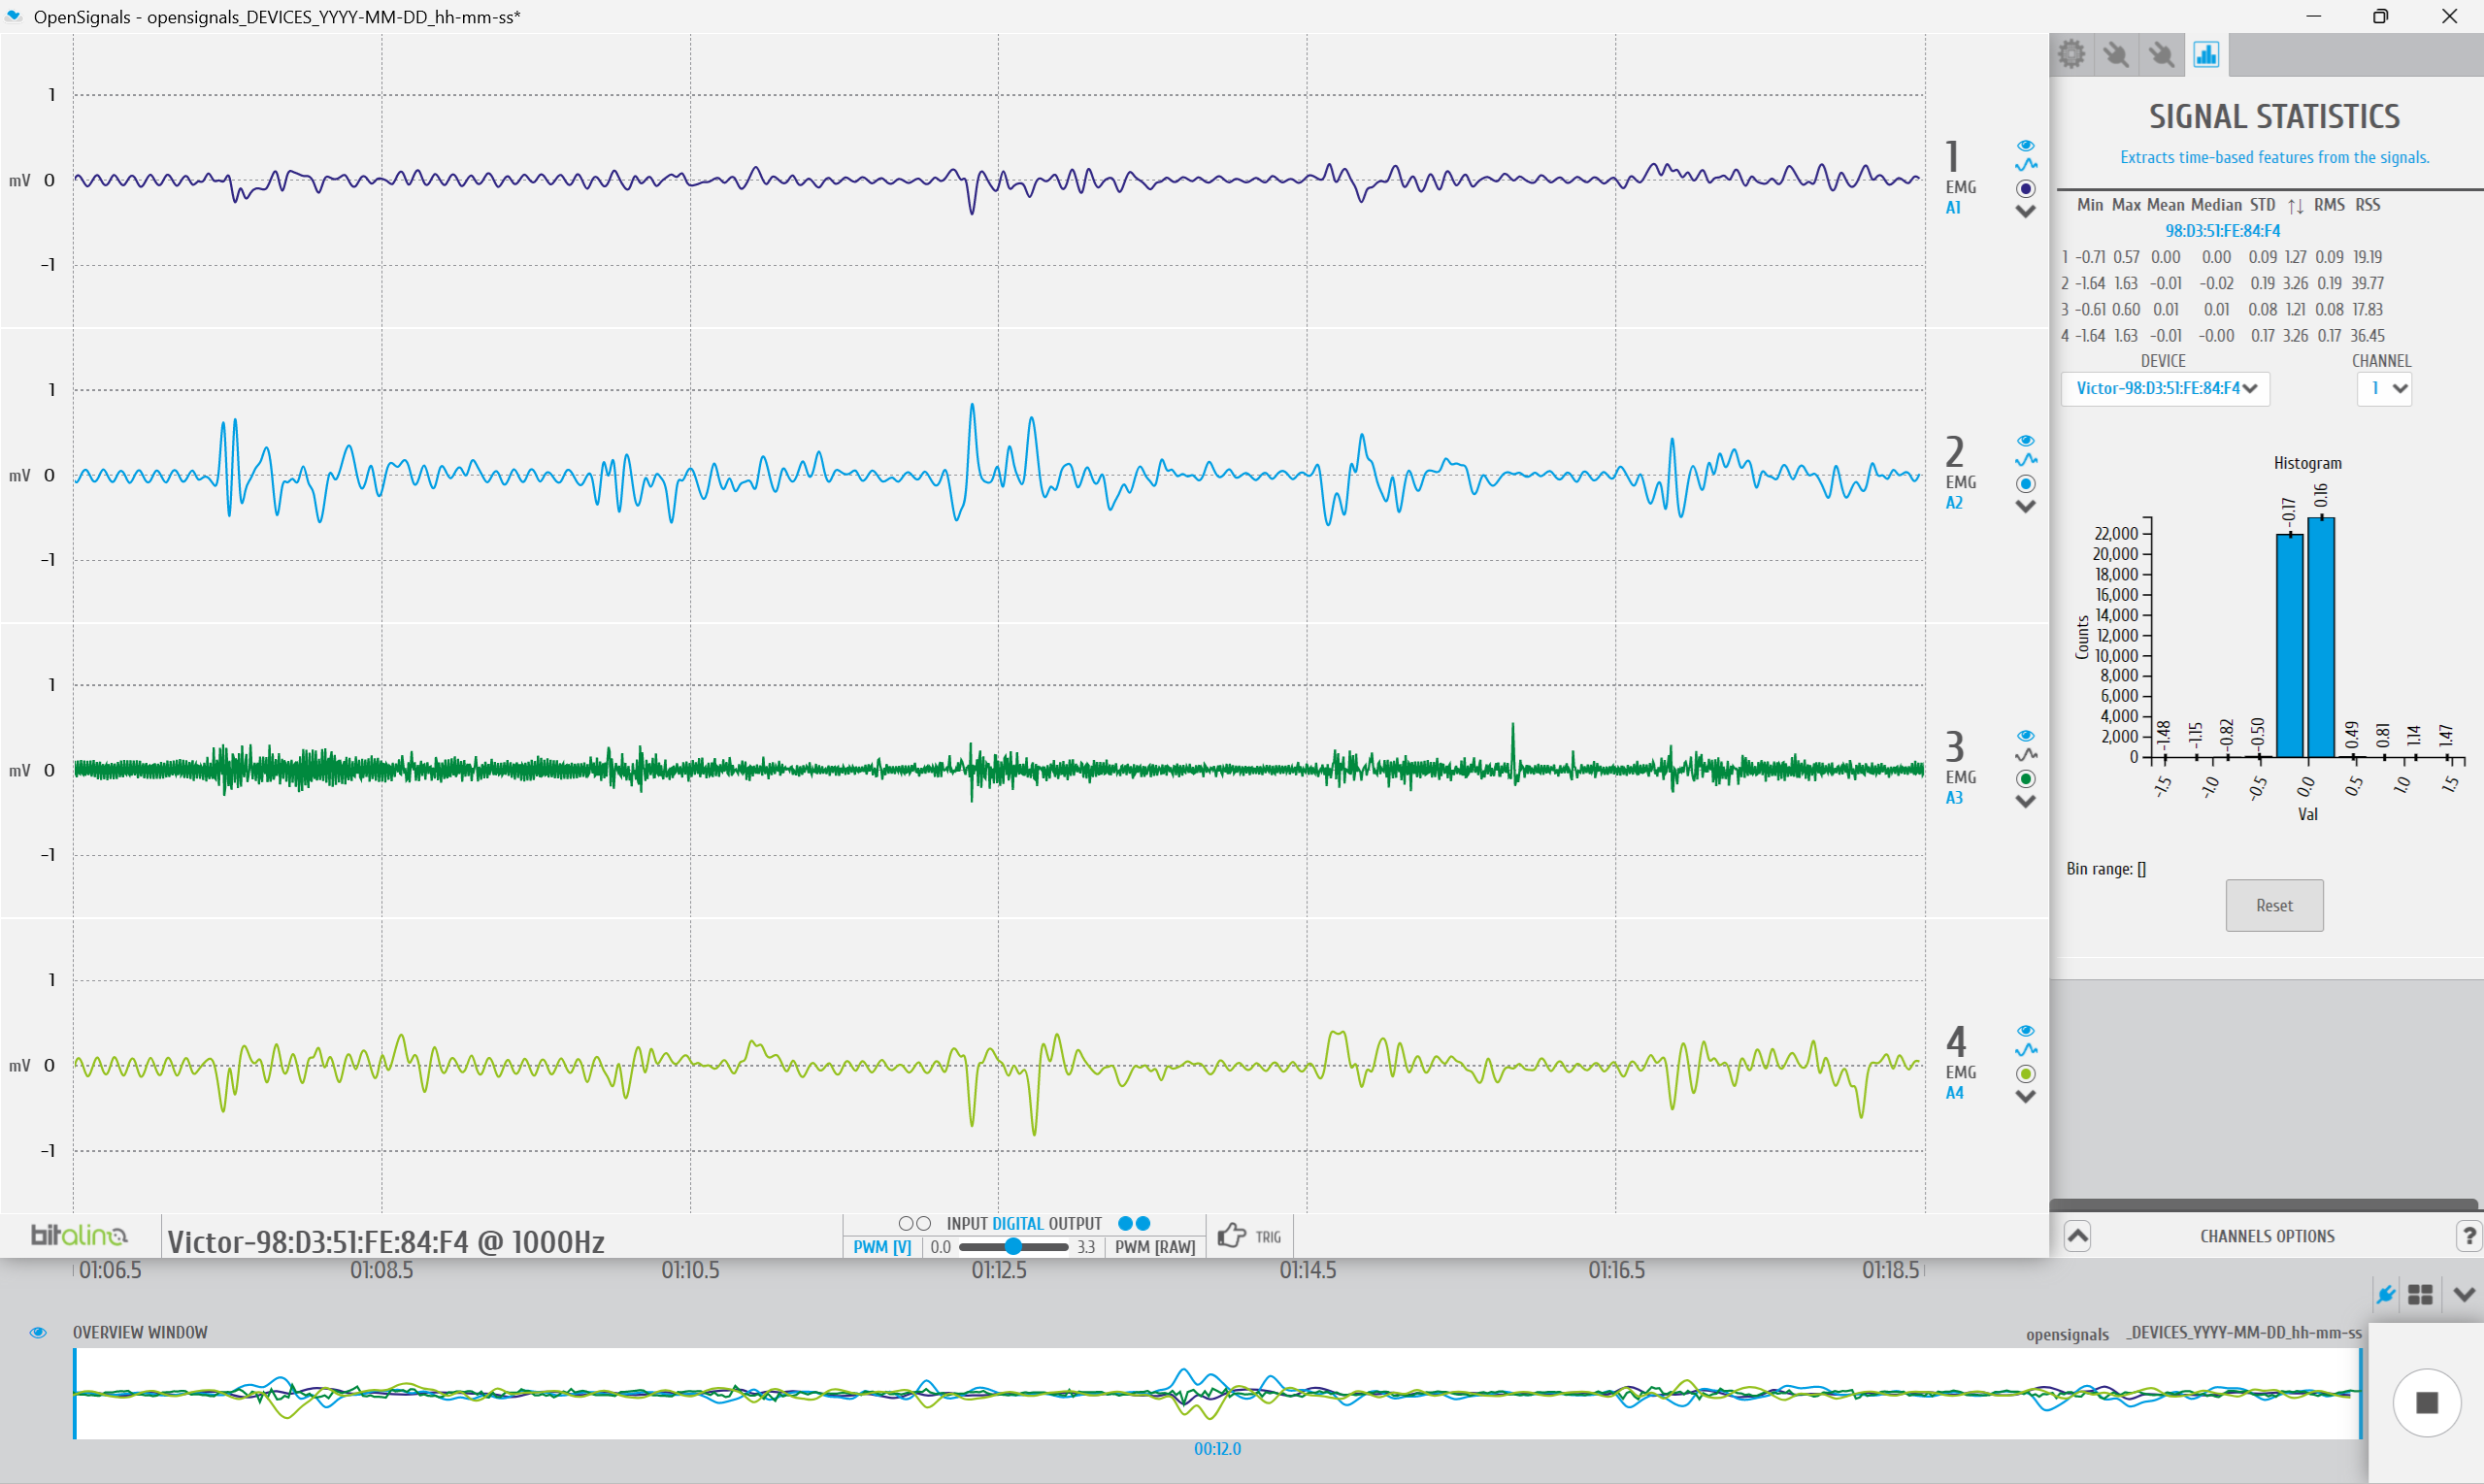 OpenSignals - opensignals_DEVICES_YYYY-MM-DD_hh-mm-ss*
1
mV 0
-1
1
EMG
A1
1
mV 0
-1
2
EMG
A2
1
mV 0
-1
3
EMG
A3
1
mV 0
-1
4
EMG
A4
SIGNAL STATISTICS
Extracts time-based features from the signals.
Min Max Mean Median STD ↑↓ RMS RSS
98:D3:51:FE:84:F4
1 -0.71 0.57 0.00 0.00 0.09 1.27 0.09 19.19
2 -1.64 1.63 -0.01 -0.02 0.19 3.26 0.19 39.77
3 -0.61 0.60 0.01 0.01 0.08 1.21 0.08 17.83
4 -1.64 1.63 -0.01 -0.00 0.17 3.26 0.17 36.45
DEVICE CHANNEL
Victor-98:D3:51:FE:84:F4 1
Histogram
-0.17 0.16
22,000
20,000
18,000
16,000
14,000
12,000
10,000
8,000
6,000
4,000
2,000
0
Counts
-1.48 -1.15 -0.82 -0.50 0.49 0.81 1.14 1.47
-1.5 -1.0 -0.5 0.0 0.5 1.0 1.5
Val
Bin range: []
Reset
CHANNELS OPTIONS ?
bitalino Victor-98:D3:51:FE:84:F4 @ 1000Hz
INPUT DIGITAL OUTPUT
PWM [V] 0.0 3.3 PWM [RAW] TRIG
01:06.5 01:08.5 01:10.5 01:12.5 01:14.5 01:16.5 01:18.5
OVERVIEW WINDOW opensignals _DEVICES_YYYY-MM-DD_hh-mm-ss
00:12.0